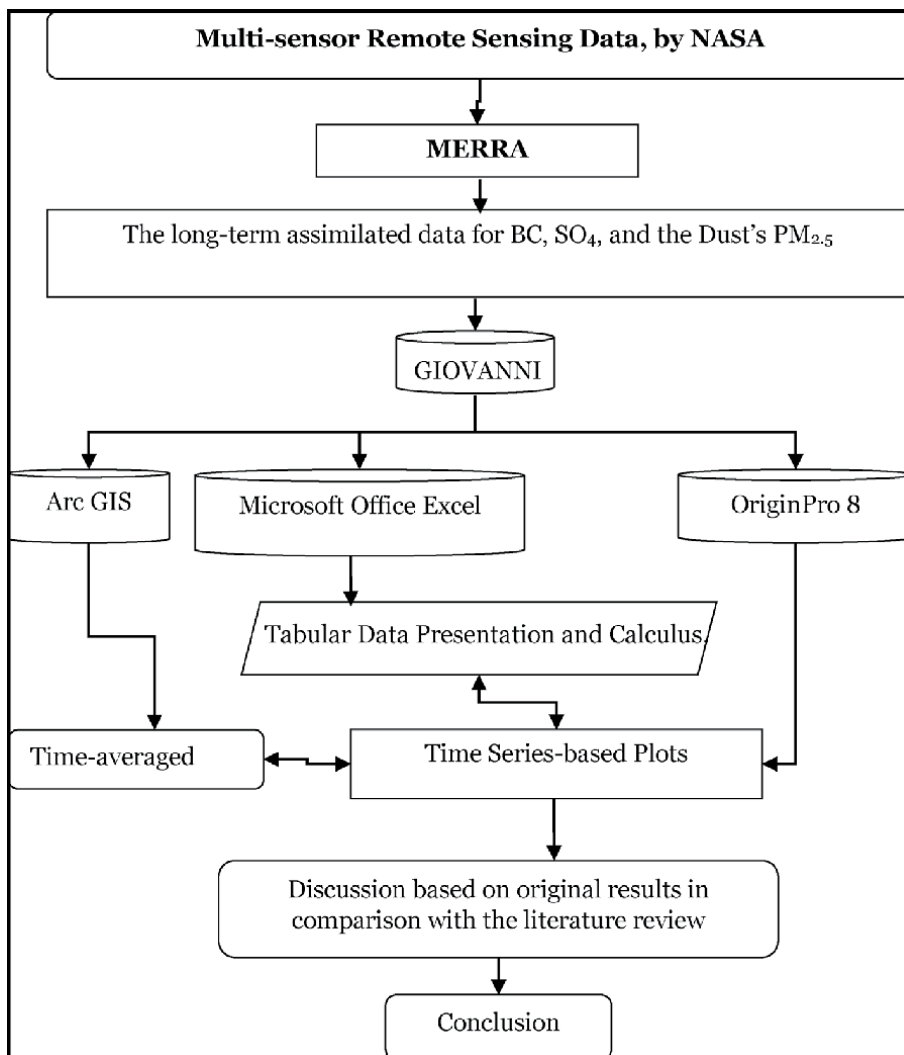 Multi-sensor Remote Sensing Data, by NASA
MERRA
The long-term assimilated data for BC, SO₄, and the Dust's PM₂.₅
GIOVANNI
Arc GIS
Microsoft Office Excel
OriginPro 8
Tabular Data Presentation and Calculus.
Time-averaged
Time Series-based Plots
Discussion based on original results in
comparison with the literature review
Conclusion